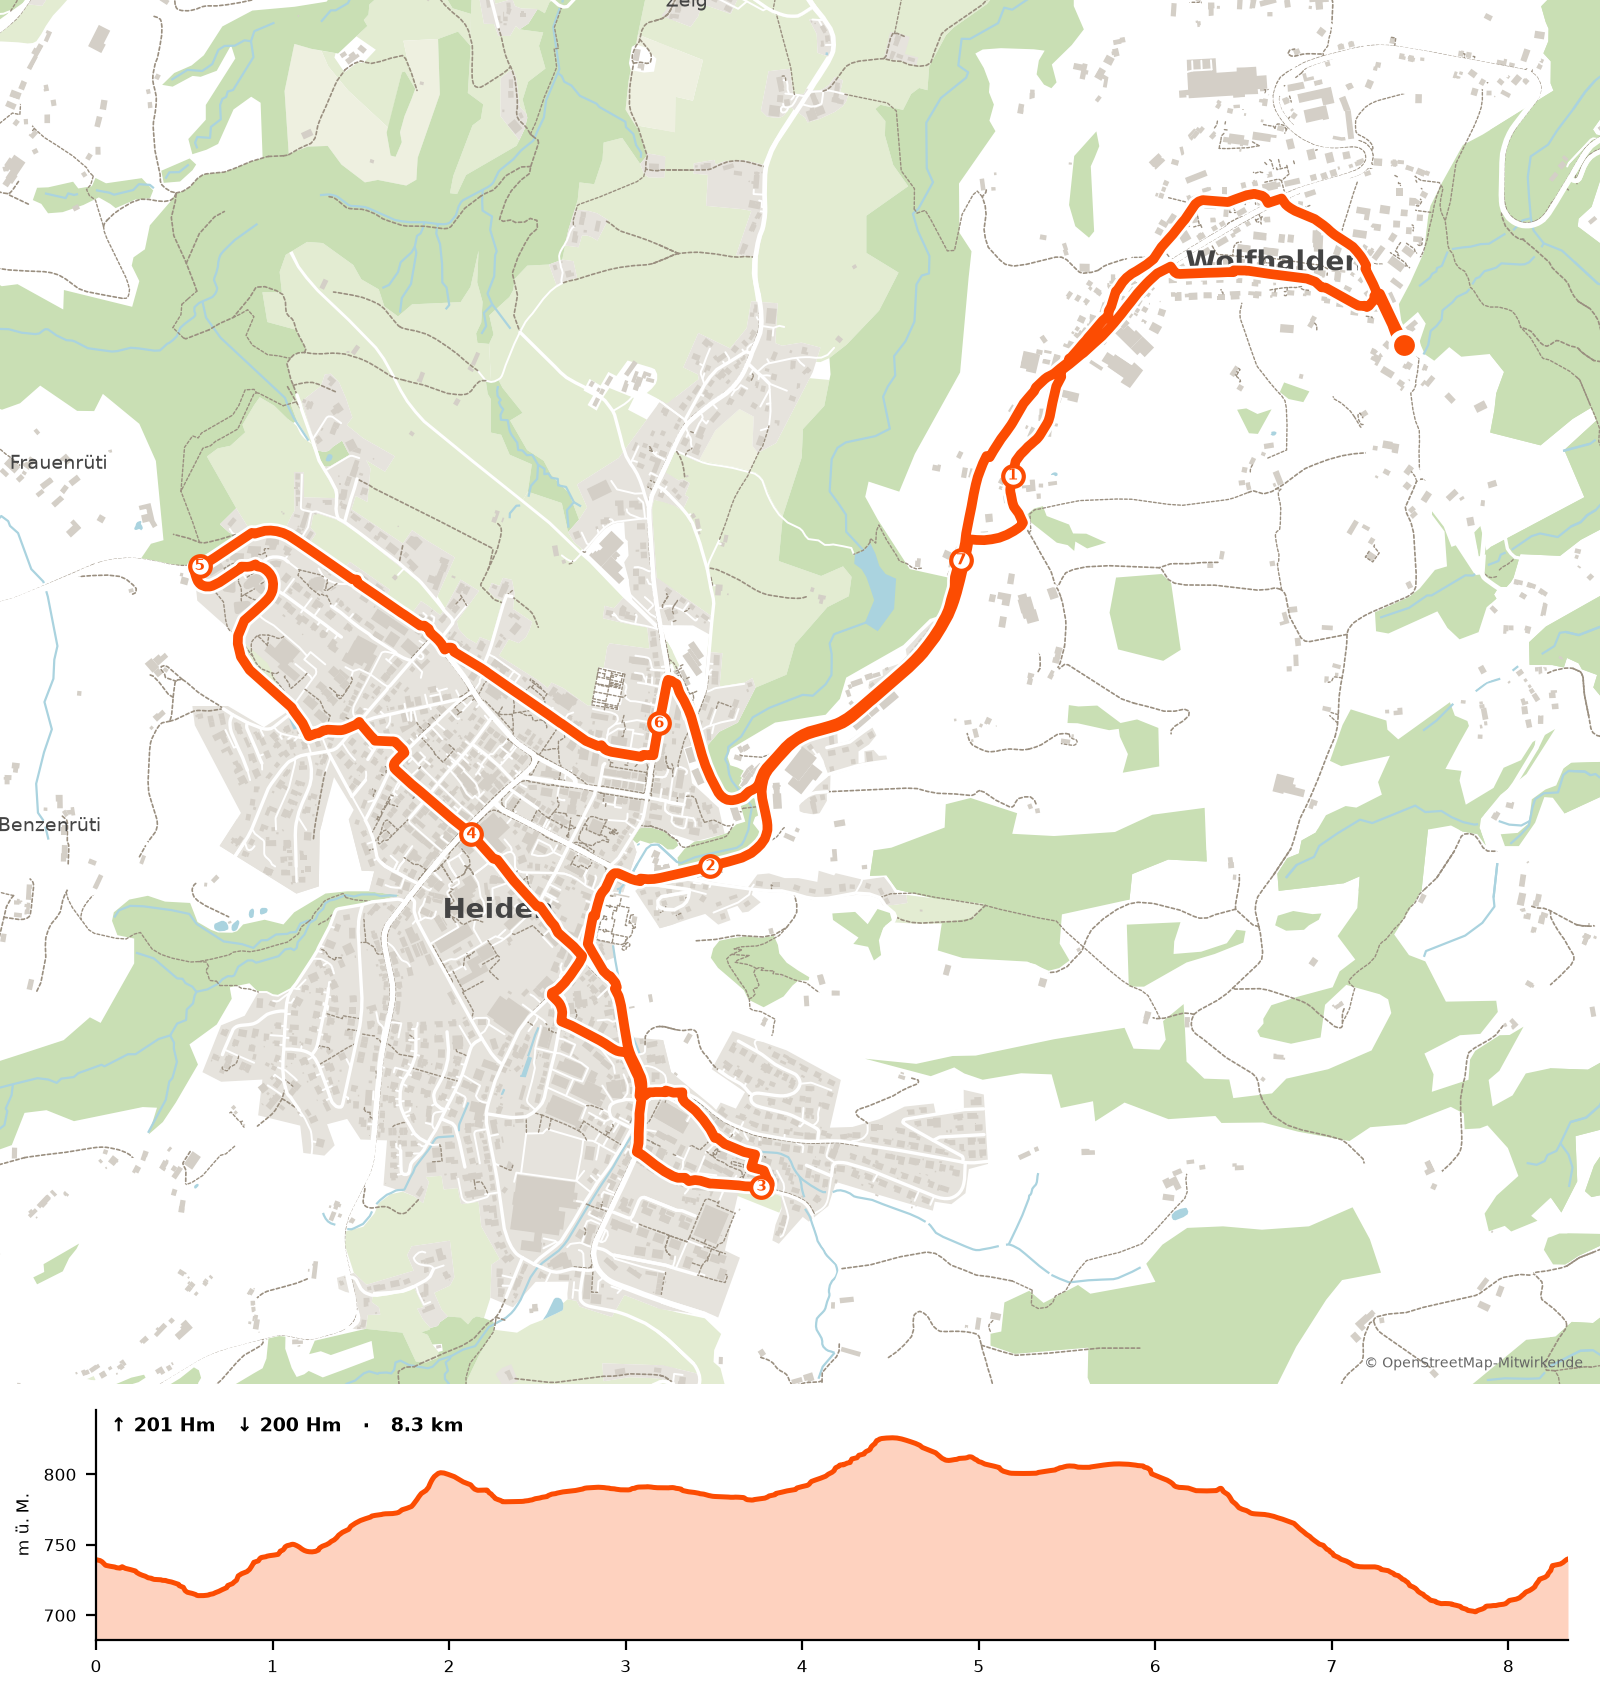 Zelg
Wolfhalden
1
Frauenrüti
5
7
6
Benzenrüti
4
2
Heiden
3
© OpenStreetMap-Mitwirkende
↑ 201 Hm ↓ 200 Hm · 8.3 km
800
750
700
m ü. M.
0 1 2 3 4 5 6 7 8